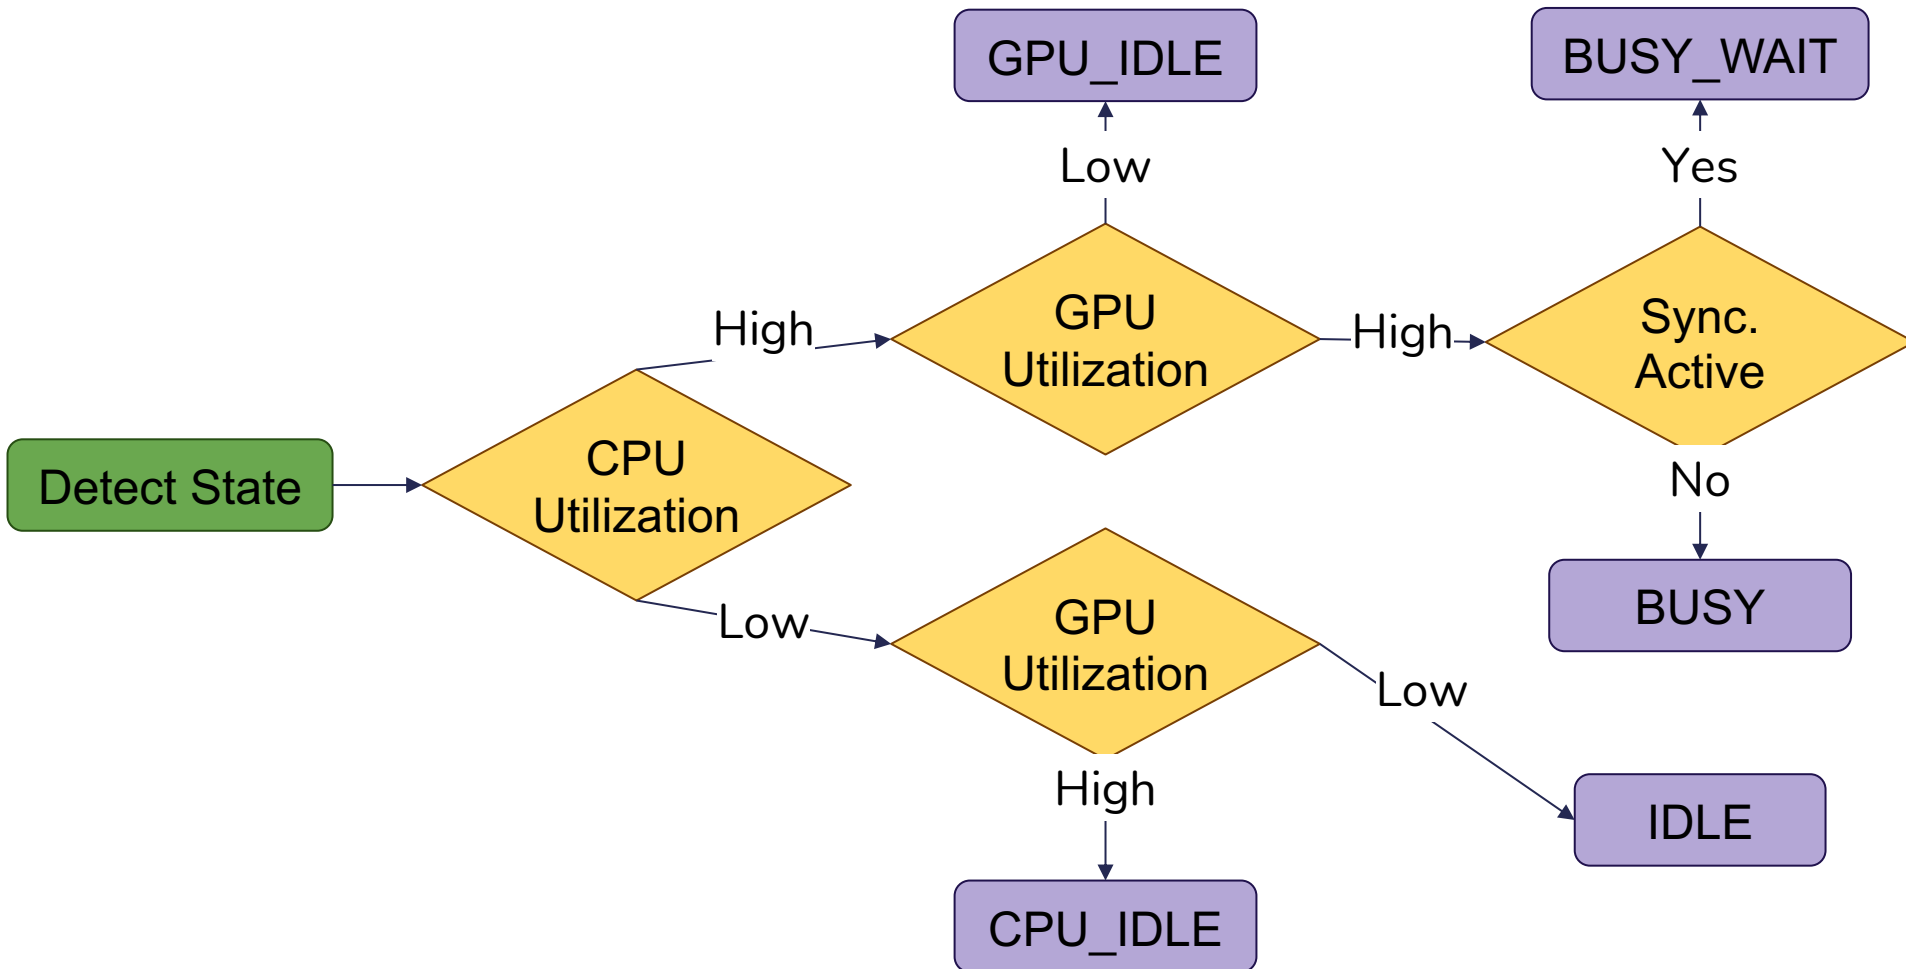 GPU_IDLE
BUSY_WAIT
Low
Yes
High
GPU
Utilization
High
Sync.
Active
Detect State
CPU
Utilization
No
BUSY
Low
GPU
Utilization
Low
High
IDLE
CPU_IDLE